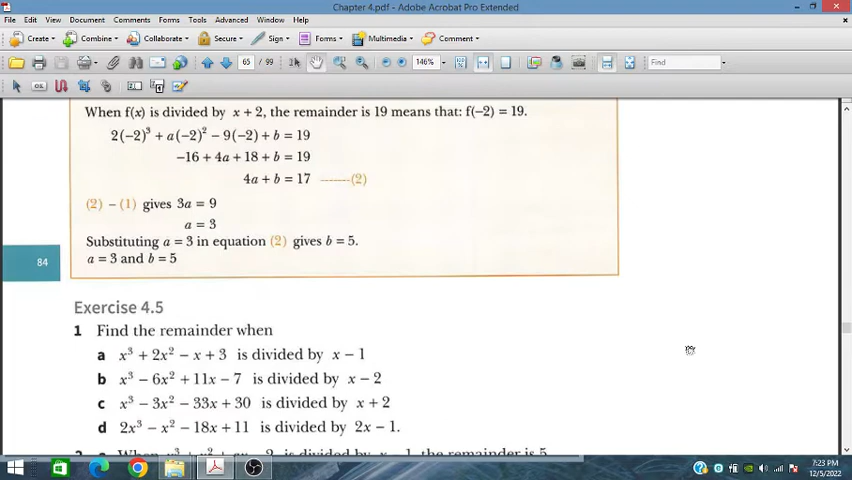 Chapter 4.pdf - Adobe Acrobat Pro Extended
File Edit View Document Comments Forms Tools Advanced Window Help
Create Combine Collaborate Secure Sign Forms Multimedia Comment
65 / 99 146% Find
When f(x) is divided by x + 2, the remainder is 19 means that: f(−2) = 19.
2(−2)³ + a(−2)² − 9(−2) + b = 19
−16 + 4a + 18 + b = 19
4a + b = 17 -------(2)
(2) − (1) gives 3a = 9
a = 3
Substituting a = 3 in equation (2) gives b = 5.
a = 3 and b = 5
84
Exercise 4.5
1 Find the remainder when
a x³ + 2x² − x + 3 is divided by x − 1
b x³ − 6x² + 11x − 7 is divided by x − 2
c x³ − 3x² − 33x + 30 is divided by x + 2
d 2x³ − x² − 18x + 11 is divided by 2x − 1.
7:23 PM
12/5/2022